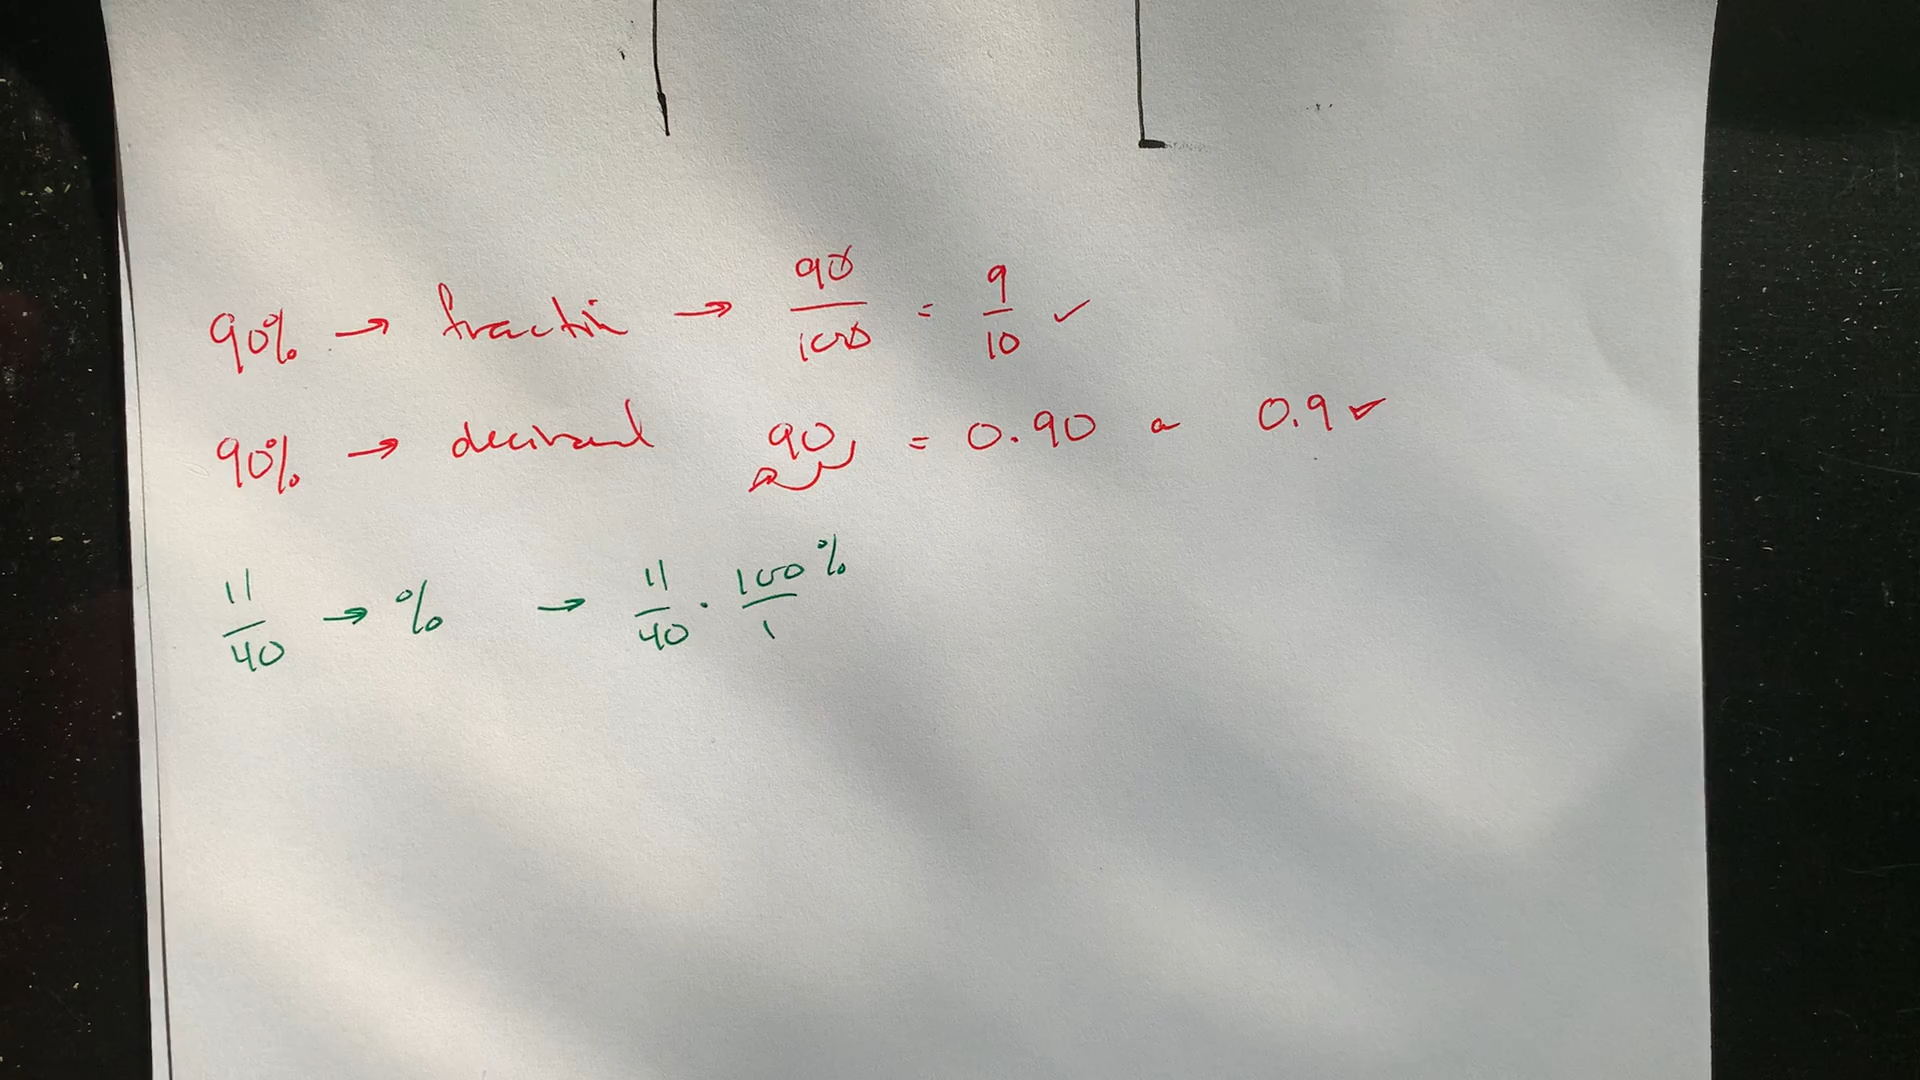 90% → fraction → 90/100 = 9/10 ✓
90% → decimal 90 = 0.90 or 0.9 ✓
11/40 → % → 11/40 · 100%/1